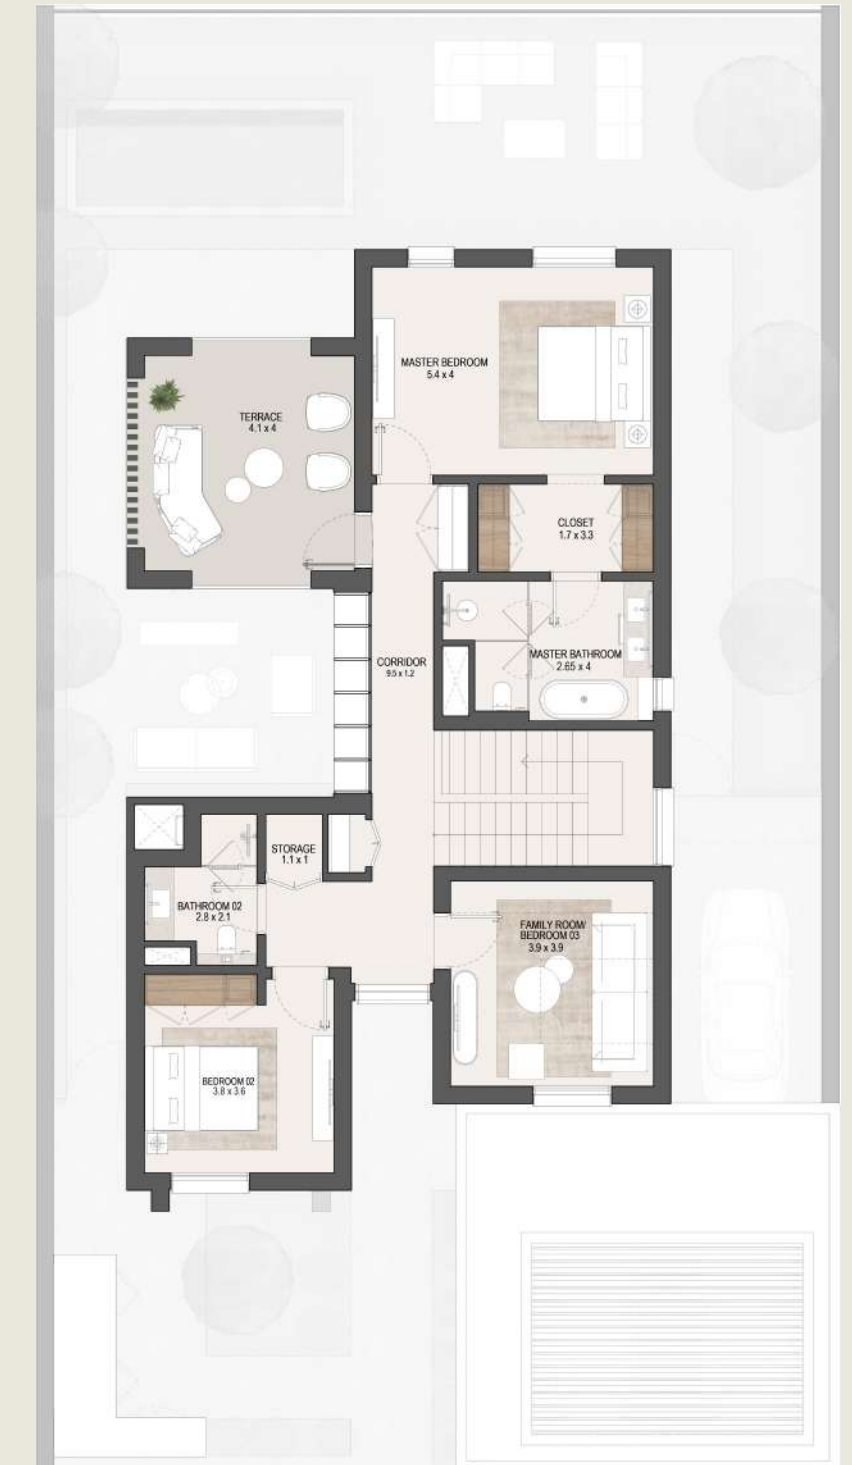 MASTER BEDROOM
5.4 x 4
TERRACE
4.1 x 4
CLOSET
1.7 x 3.3
MASTER BATHROOM
2.65 x 4
CORRIDOR
9.5 x 1.2
STORAGE
1.1 x 1
BATHROOM 02
2.8 x 2.1
FAMILY ROOM/
BEDROOM 03
3.9 x 3.9
BEDROOM 02
3.8 x 3.6